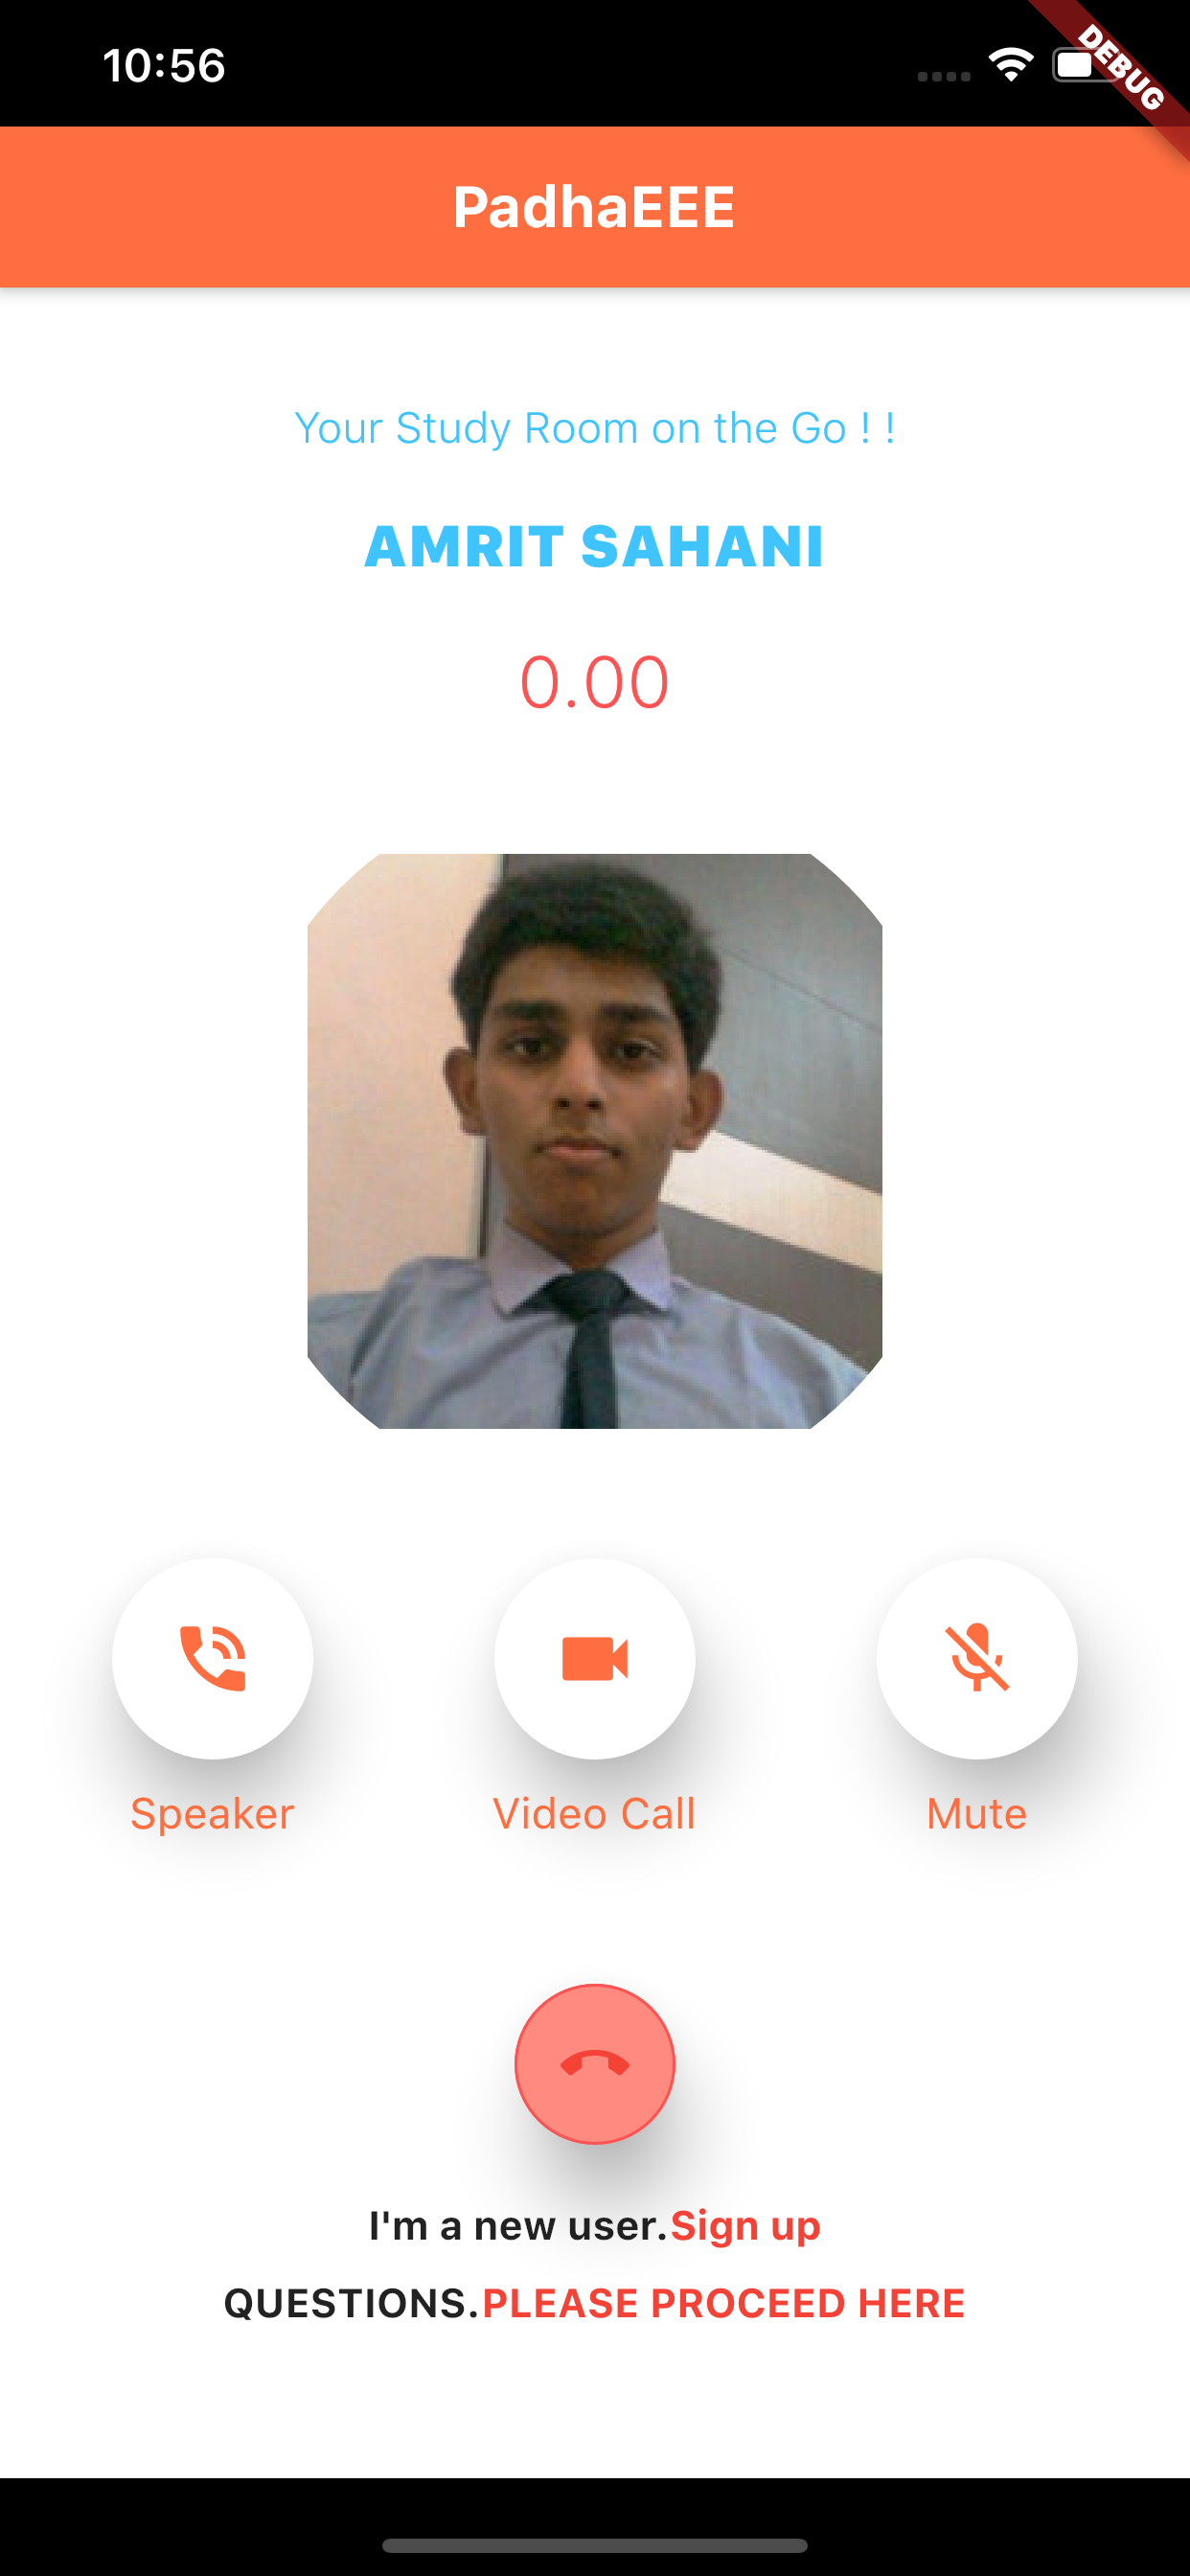 10:56
DEBUG
PadhaEEE
Your Study Room on the Go ! !
AMRIT SAHANI
0.00
Speaker
Video Call
Mute
I'm a new user.Sign up
QUESTIONS.PLEASE PROCEED HERE